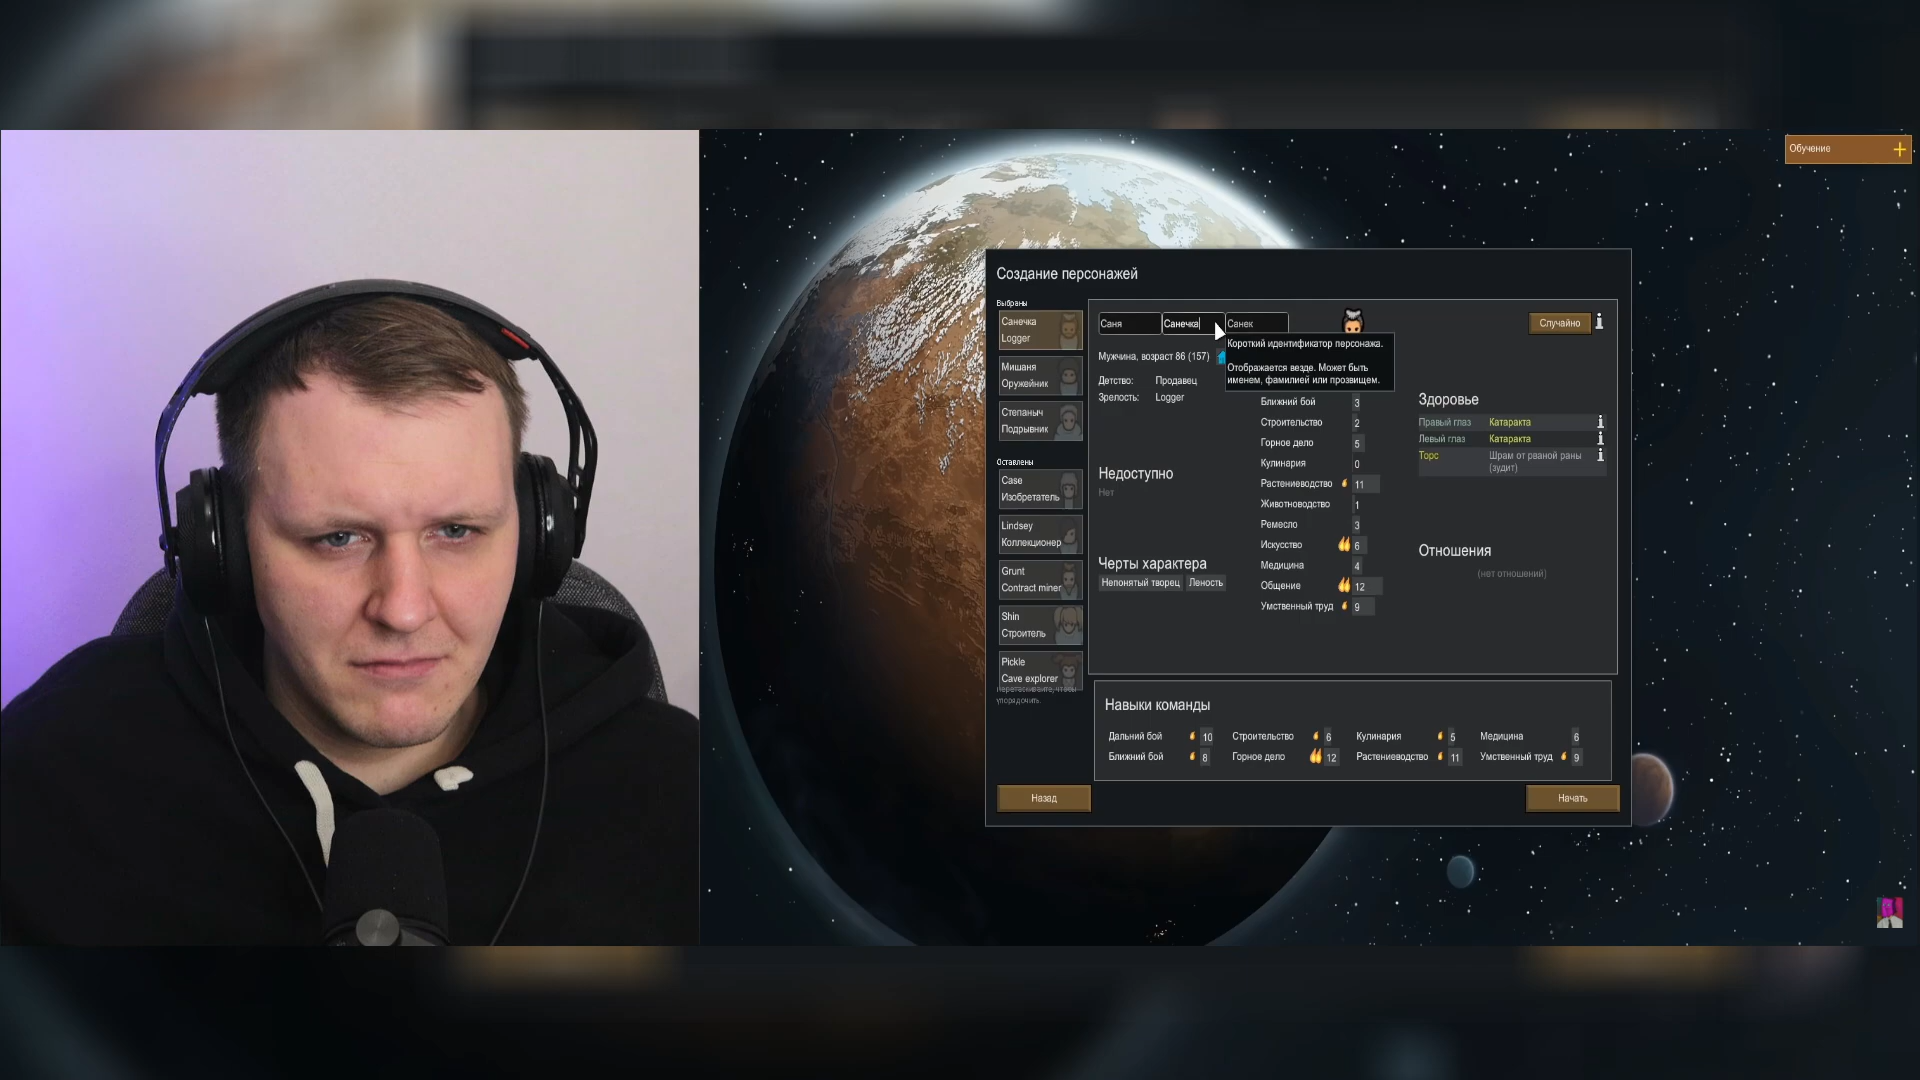 Обучение
Создание персонажей
Выбраны
Санечка
Logger
Мишаня
Оружейник
Степаныч
Подрывник
Оставлены
Case
Изобретатель
Lindsey
Коллекционер
Grunt
Contract miner
Shin
Строитель
Pickle
Cave explorer
Перетаскивайте, чтобы
упорядочить.
Саня Санечка Санек
Случайно
Короткий идентификатор персонажа.
Отображается везде. Может быть
именем, фамилией или прозвищем.
Мужчина, возраст 86 (157)
Детство: Продавец
Зрелость: Logger
Недоступно
Нет
Черты характера
Непонятый творец Леность
Ближний бой 3
Строительство 2
Горное дело 5
Кулинария 0
Растениеводство 11
Животноводство 1
Ремесло 3
Искусство 6
Медицина 4
Общение 12
Умственный труд 9
Здоровье
Правый глаз Катаракта
Левый глаз Катаракта
Торс Шрам от рваной раны
(зудит)
Отношения
(нет отношений)
Навыки команды
Дальний бой 10 Строительство 6 Кулинария 5 Медицина 6
Ближний бой 8 Горное дело 12 Растениеводство 11 Умственный труд 9
Назад
Начать